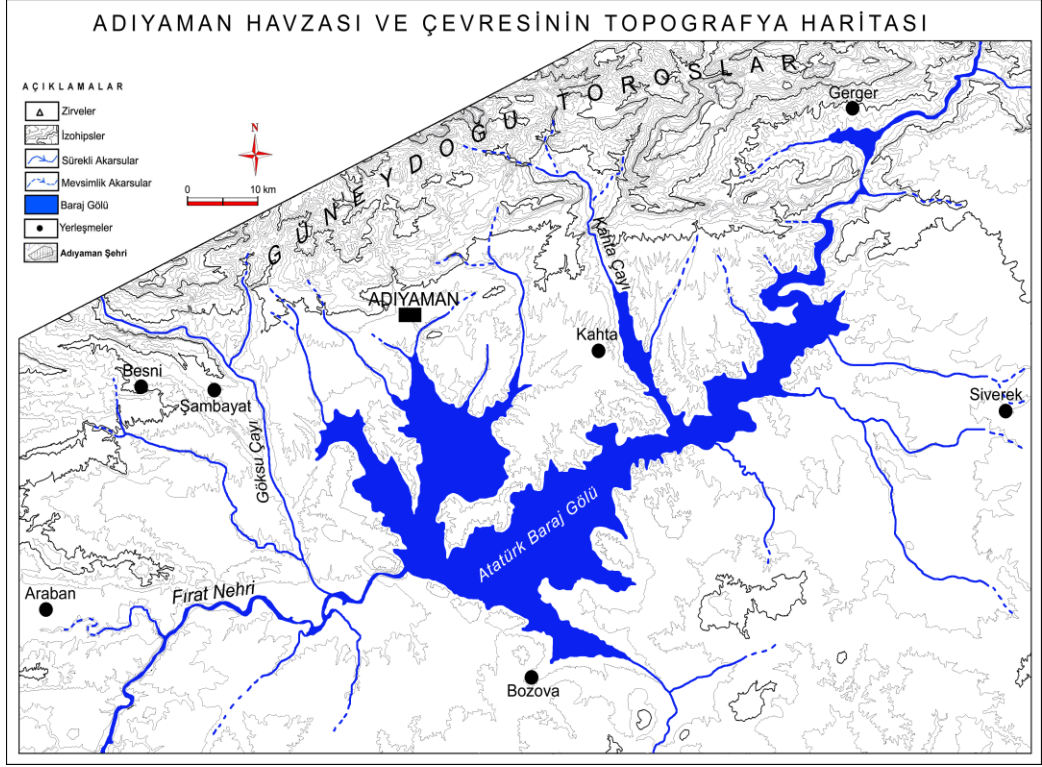 ADIYAMAN HAVZASI VE ÇEVRESİNİN TOPOGRAFYA HARİTASI
AÇIKLAMALAR
Zirveler
İzohipsler
Sürekli Akarsular
Mevsimlik Akarsular
Baraj Gölü
Yerleşmeler
Adıyaman Şehri
N
0 10 km
GÜNEYDOĞU TOROSLAR
Gerger
Kahta Çayı
ADIYAMAN
Kahta
Besni
Şambayat
Siverek
Göksu Çayı
Atatürk Baraj Gölü
Fırat Nehri
Araban
Bozova